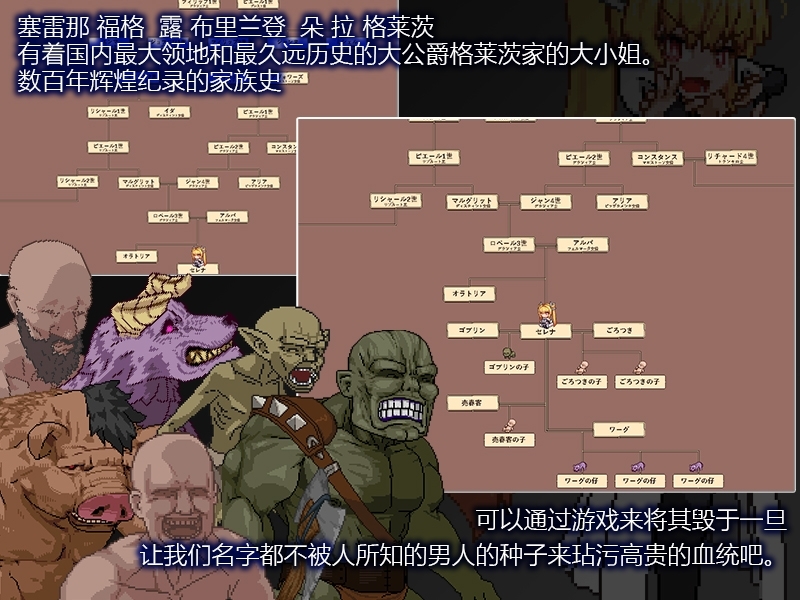 塞雷那 福格 露 布里兰登 朵 拉 格莱茨
有着国内最大领地和最久远历史的大公爵格莱茨家的大小姐。
数百年辉煌纪录的家族史
リシャール1世
イダ
ピエール1世
ピエール1世
ピエール2世
リシャール2世
マルグリット
ジャン4世
アリア
ロベール3世
アルバ
オラトリア
セレナ
ピエール1世
ピエール2世
コンスタンス
リチャード4世
リシャール2世
マルグリット
ジャン4世
アリア
ロベール3世
アルバ
オラトリア
ゴブリン
セレナ
ごろつき
ゴブリンの子
ごろつきの子
ごろつきの子
売春客
売春客の子
ワーグ
ワーグの仔
ワーグの仔
ワーグの仔
可以通过游戏来将其毁于一旦
让我们名字都不被人所知的男人的种子来玷污高贵的血统吧。